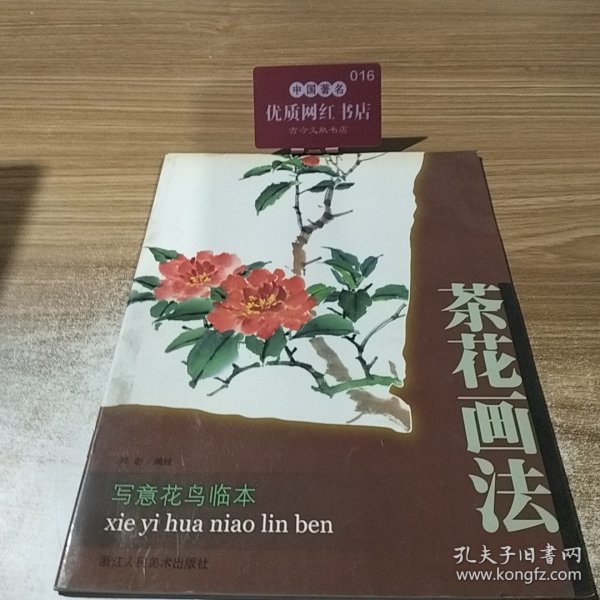 016
中国著名
优质网红书店
古今文献书店
茶花画法
编绘
写意花鸟临本
xie yi hua niao lin ben
浙江人民美术出版社
孔夫子旧书网
www.kongfz.com